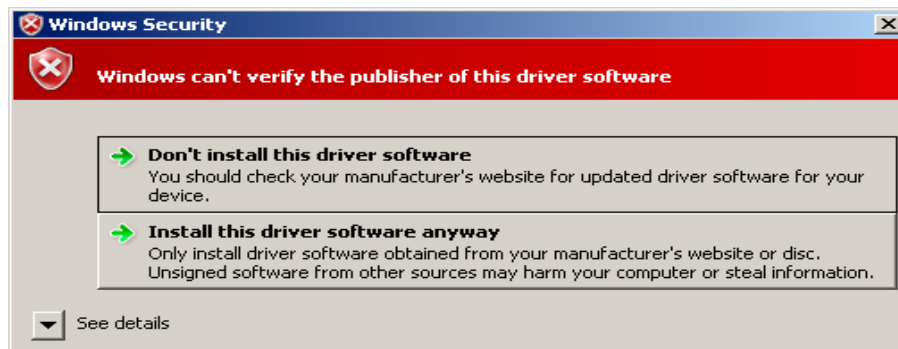 Windows Security
Windows can't verify the publisher of this driver software
Don't install this driver software
You should check your manufacturer's website for updated driver software for your
device.
Install this driver software anyway
Only install driver software obtained from your manufacturer's website or disc.
Unsigned software from other sources may harm your computer or steal information.
See details